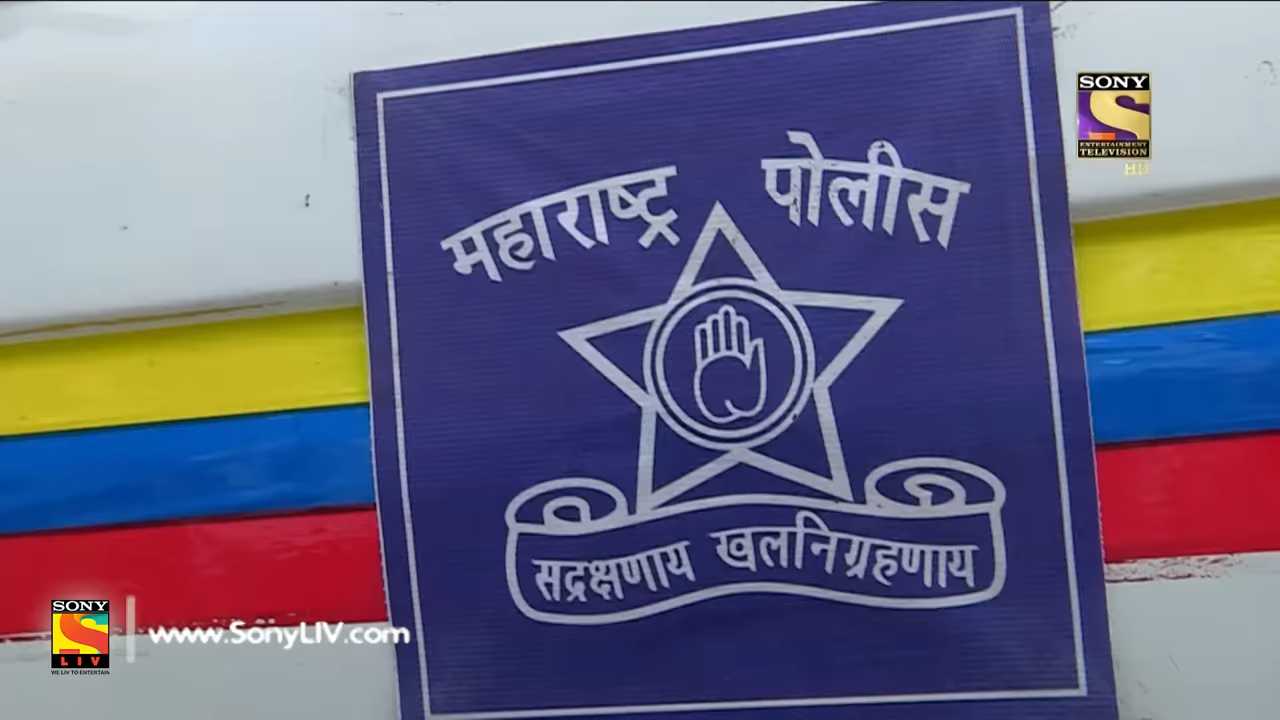 महाराष्ट्र पोलीस
सद्रक्षणाय खलनिग्रहणाय
SONY
ENTERTAINMENT
TELEVISION
HD
SONY
LIV
WE LIV TO ENTERTAIN
www.SonyLIV.com